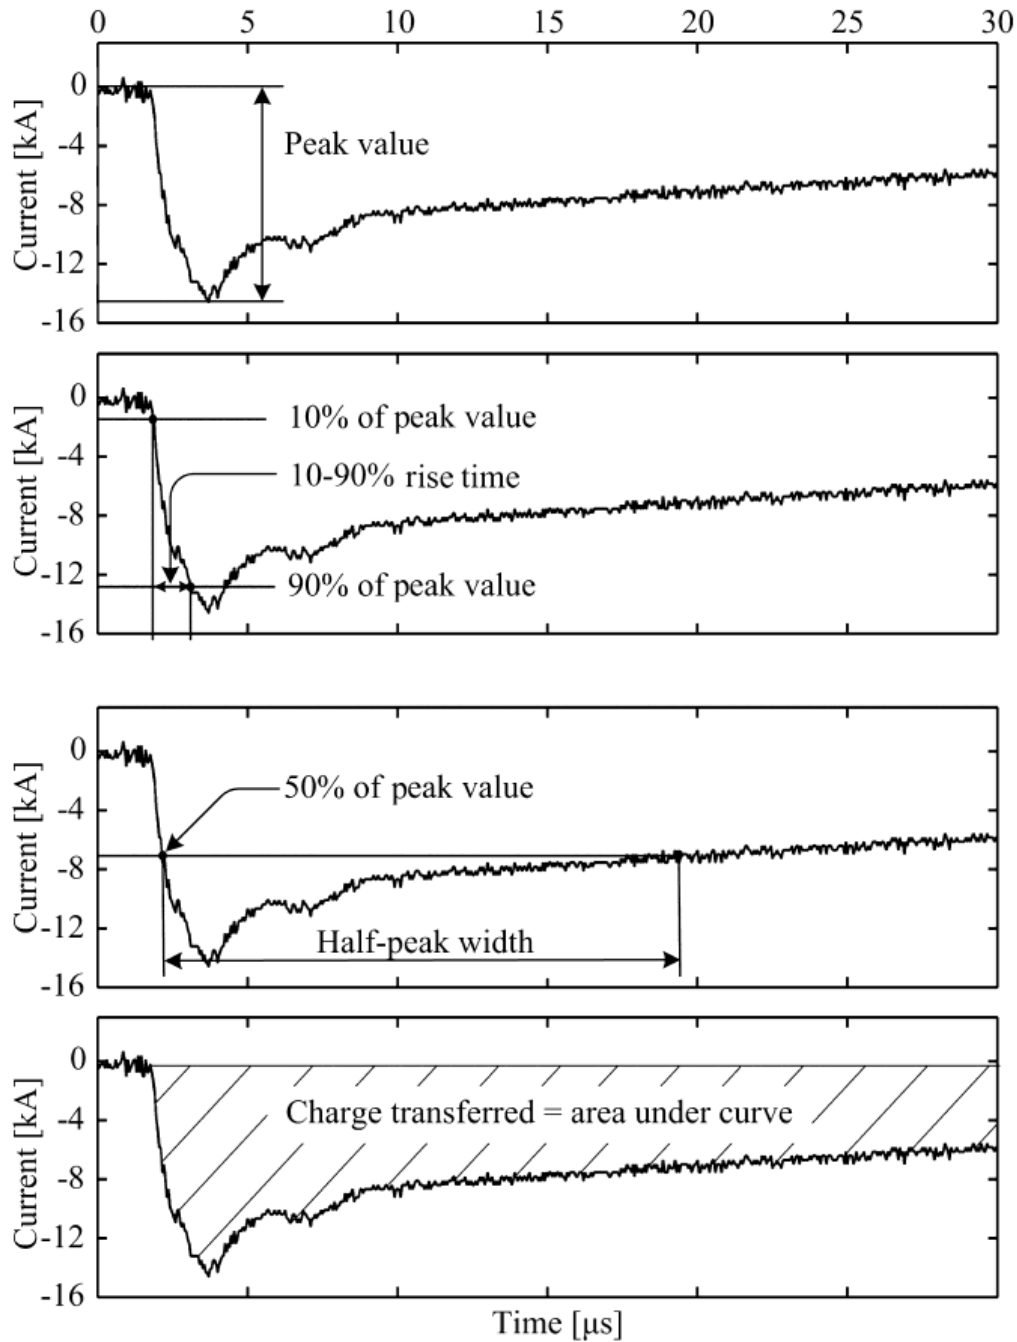 0 5 10 15 20 25 30
0
-4
-8
-12
-16
Current [kA]
Peak value
0
-4
-8
-12
-16
Current [kA]
10% of peak value
10-90% rise time
90% of peak value
0
-4
-8
-12
-16
Current [kA]
50% of peak value
Half-peak width
0
-4
-8
-12
-16
Current [kA]
Charge transferred = area under curve
Time [μs]